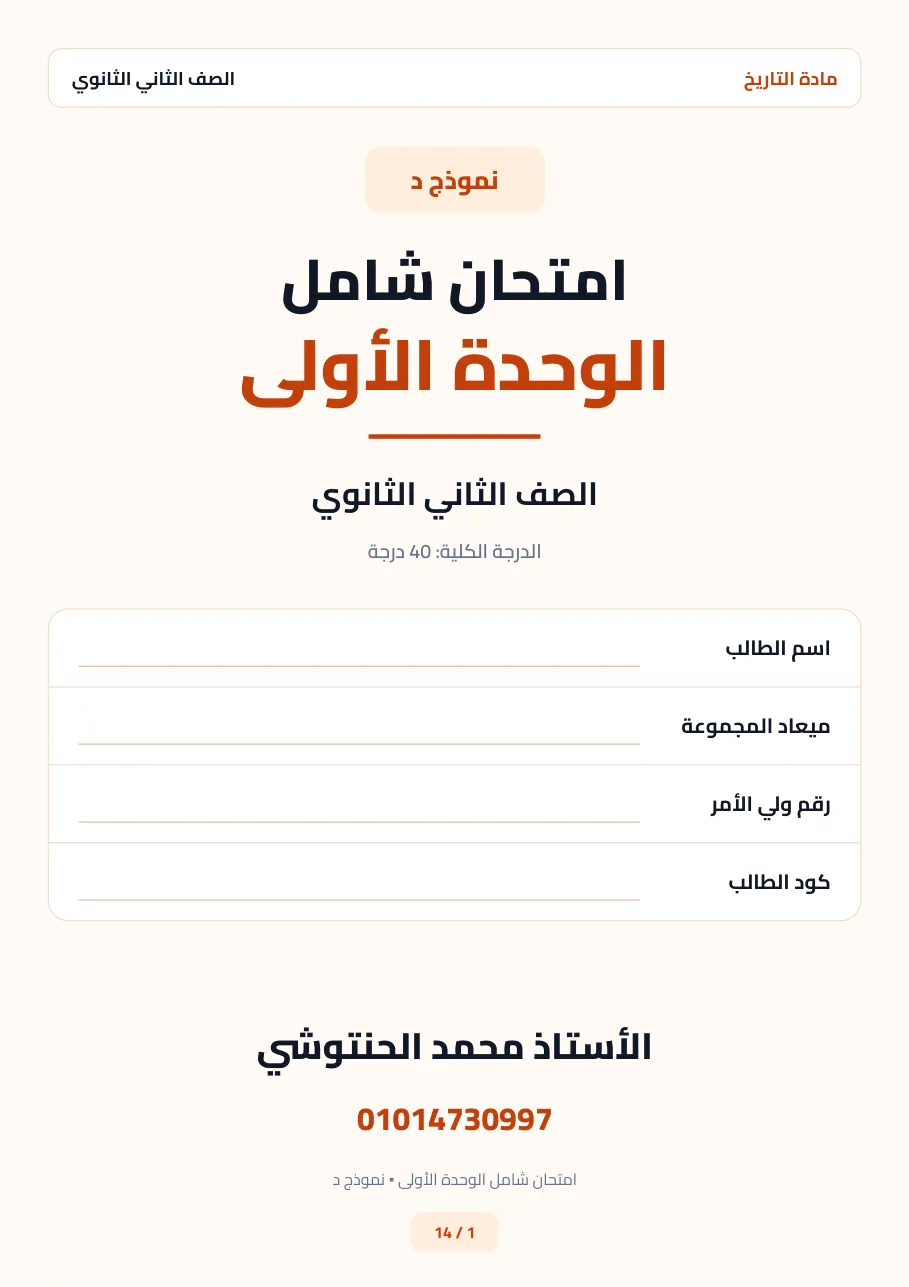 مادة التاريخ
الصف الثاني الثانوي
نموذج د
امتحان شامل
الوحدة الأولى
الصف الثاني الثانوي
الدرجة الكلية: 40 درجة
اسم الطالب
ميعاد المجموعة
رقم ولي الأمر
كود الطالب
الأستاذ محمد الحنتوشي
01014730997
امتحان شامل الوحدة الأولى • نموذج د
14 / 1